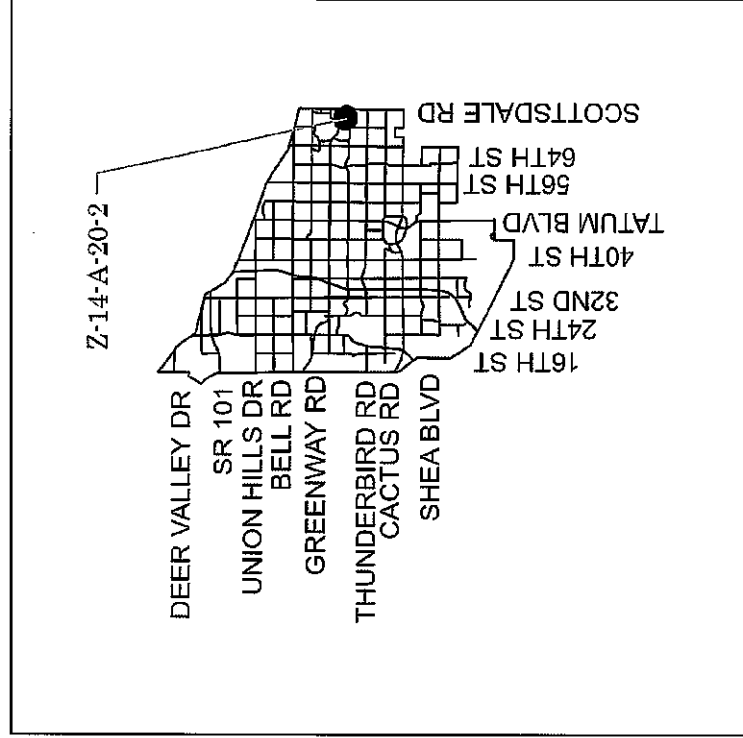 Z-14-A-20-2
DEER VALLEY DR
SR 101
UNION HILLS DR
BELL RD
GREENWAY RD
THUNDERBIRD RD
CACTUS RD
SHEA BLVD
16TH ST
24TH ST
32ND ST
40TH ST
TATUM BLVD
56TH ST
64TH ST
SCOTTSDALE RD